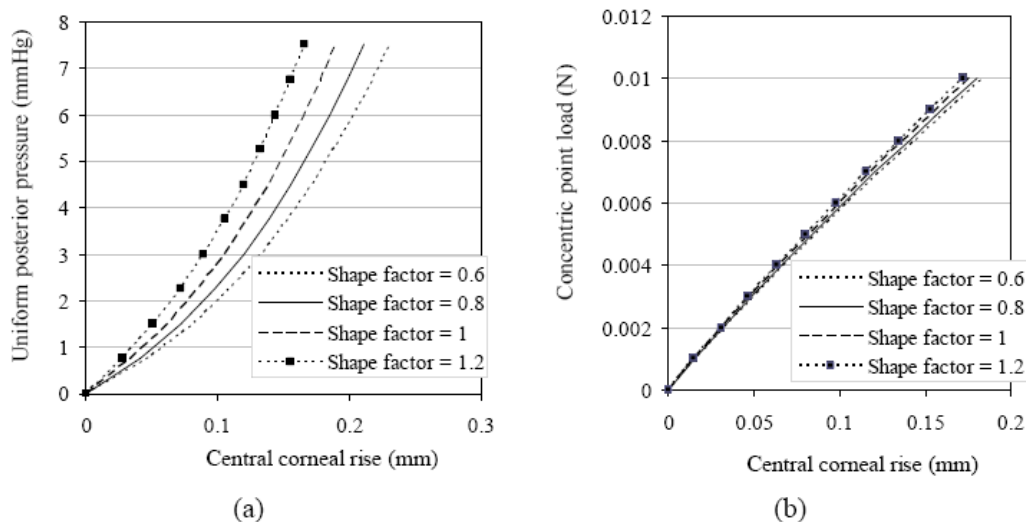 Uniform posterior pressure (mmHg)
8
7
6
5
4
3
2
1
0
0 0.1 0.2 0.3
Central corneal rise (mm)
Shape factor = 0.6
Shape factor = 0.8
Shape factor = 1
Shape factor = 1.2
(a)
Concentric point load (N)
0.012
0.01
0.008
0.006
0.004
0.002
0
0 0.05 0.1 0.15 0.2
Central corneal rise (mm)
Shape factor = 0.6
Shape factor = 0.8
Shape factor = 1
Shape factor = 1.2
(b)